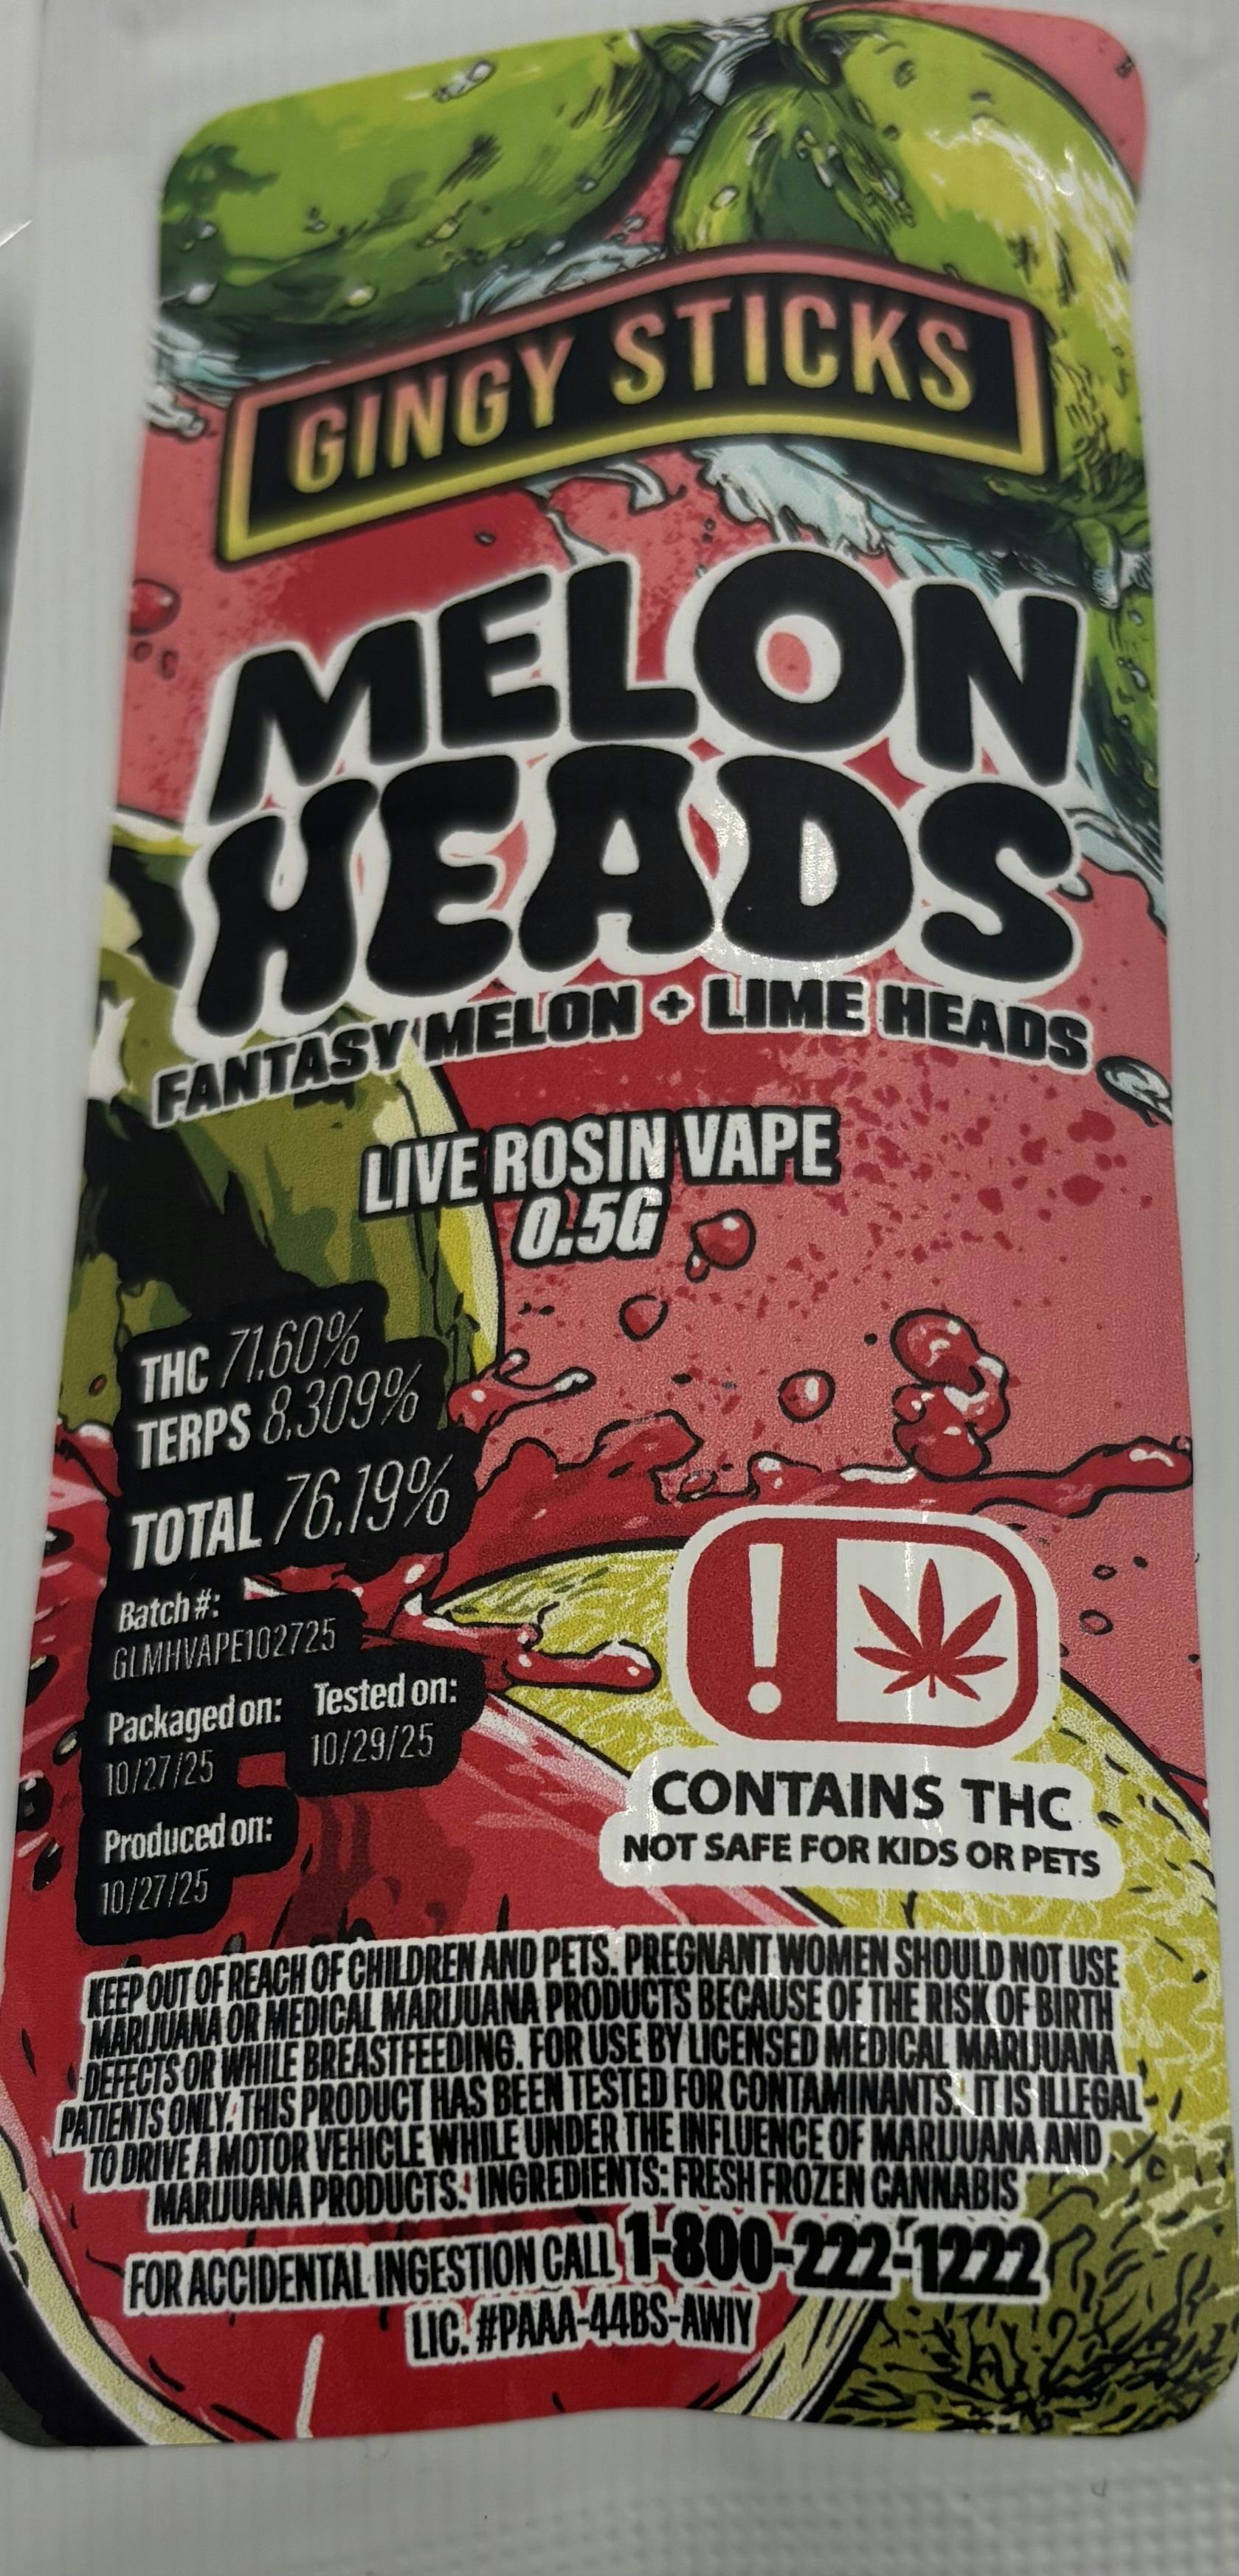 GINGY STICKS
MELON
HEADS
FANTASY MELON + LIME HEADS
LIVE ROSIN VAPE
0.5G
THC 71.60%
TERPS 8.309%
TOTAL 76.19%
Batch #:
GLMHVAPE102725
Packaged on:
10/27/25
Tested on:
10/29/25
Produced on:
10/27/25
!
CONTAINS THC
NOT SAFE FOR KIDS OR PETS
KEEP OUT OF REACH OF CHILDREN AND PETS. PREGNANT WOMEN SHOULD NOT USE
MARIJUANA OR MEDICAL MARIJUANA PRODUCTS BECAUSE OF THE RISK OF BIRTH
DEFECTS OR WHILE BREASTFEEDING. FOR USE BY LICENSED MEDICAL MARIJUANA
PATIENTS ONLY. THIS PRODUCT HAS BEEN TESTED FOR CONTAMINANTS. IT IS ILLEGAL
TO DRIVE A MOTOR VEHICLE WHILE UNDER THE INFLUENCE OF MARIJUANA AND
MARIJUANA PRODUCTS. INGREDIENTS: FRESH FROZEN CANNABIS
FOR ACCIDENTAL INGESTION CALL 1-800-222-1222
LIC. #PAAA-44BS-AWIY